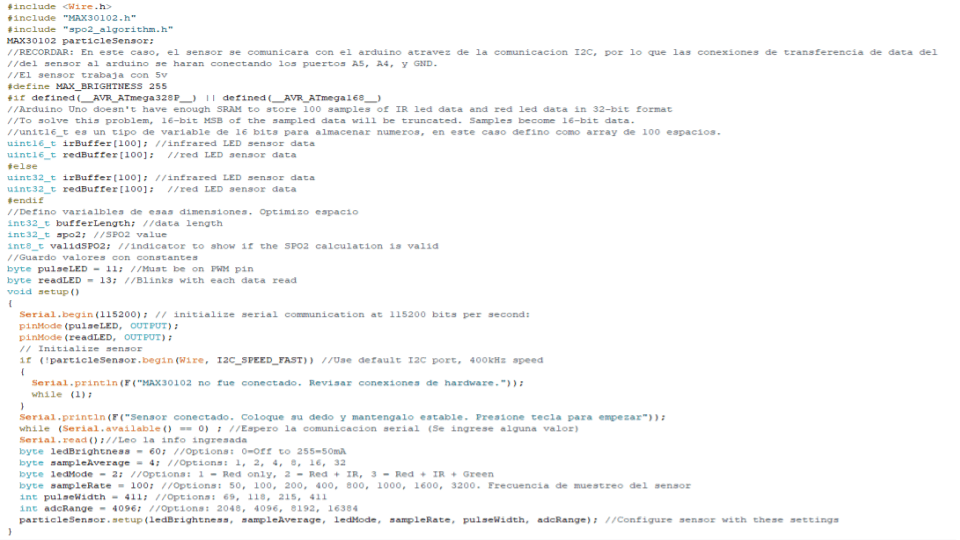 #include <Wire.h>
#include "MAX30102.h"
#include "spo2_algorithm.h"
MAX30102 particleSensor;
//RECORDAR: En este caso, el sensor se comunicara con el arduino atravez de la comunicacion I2C, por lo que las conexiones de transferencia de data del
//del sensor al arduino se haran conectando los puertos A5, A4, y GND.
//El sensor trabaja con 5v
#define MAX_BRIGHTNESS 255
#if defined(__AVR_ATmega328P__) || defined(__AVR_ATmega168__)
//Arduino Uno doesn't have enough SRAM to store 100 samples of IR led data and red led data in 32-bit format
//To solve this problem, 16-bit MSB of the sampled data will be truncated. Samples become 16-bit data.
//unit16_t es un tipo de variable de 16 bits para almacenar numeros, en este caso defino como array de 100 espacios.
uint16_t irBuffer[100]; //infrared LED sensor data
uint16_t redBuffer[100];  //red LED sensor data
#else
uint32_t irBuffer[100]; //infrared LED sensor data
uint32_t redBuffer[100];  //red LED sensor data
#endif
//Defino varialbles de esas dimensiones. Optimizo espacio
int32_t bufferLength; //data length
int32_t spo2; //SPO2 value
int8_t validSPO2; //indicator to show if the SPO2 calculation is valid
//Guardo valores con constantes
byte pulseLED = 11; //Must be on PWM pin
byte readLED = 13; //Blinks with each data read
void setup()
{
  Serial.begin(115200); // initialize serial communication at 115200 bits per second:
  pinMode(pulseLED, OUTPUT);
  pinMode(readLED, OUTPUT);
  // Initialize sensor
  if (!particleSensor.begin(Wire, I2C_SPEED_FAST)) //Use default I2C port, 400kHz speed
  {
    Serial.println(F("MAX30102 no fue conectado. Revisar conexiones de hardware."));
    while (1);
  }
  Serial.println(F("Sensor conectado. Coloque su dedo y mantengalo estable. Presione tecla para empezar"));
  while (Serial.available() == 0) ; //Espero la comunicacion serial (Se ingrese alguna valor)
  Serial.read();//Leo la info ingresada
  byte ledBrightness = 60; //Options: 0=Off to 255=50mA
  byte sampleAverage = 4; //Options: 1, 2, 4, 8, 16, 32
  byte ledMode = 2; //Options: 1 = Red only, 2 = Red + IR, 3 = Red + IR + Green
  byte sampleRate = 100; //Options: 50, 100, 200, 400, 800, 1000, 1600, 3200. Frecuencia de muestreo del sensor
  int pulseWidth = 411; //Options: 69, 118, 215, 411
  int adcRange = 4096; //Options: 2048, 4096, 8192, 16384
  particleSensor.setup(ledBrightness, sampleAverage, ledMode, sampleRate, pulseWidth, adcRange); //Configure sensor with these settings
}